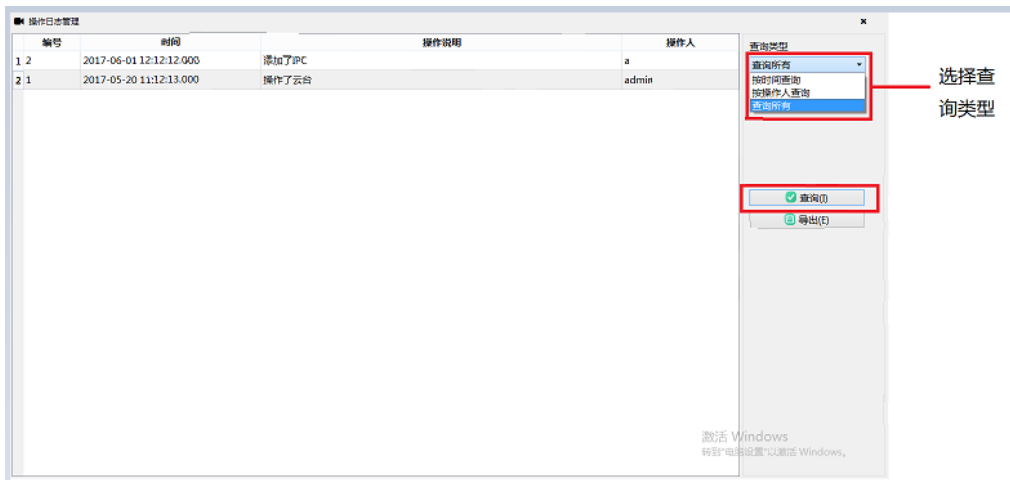 操作日志管理
编号 时间 操作说明 操作人
1 2 2017-06-01 12:12:12.000 添加了IPC a
2 1 2017-05-20 11:12:13.000 操作了云台 admin
查询类型
查询所有
按时间查询
按操作人查询
查询所有
选择查
询类型
查询(I)
导出(E)
激活 Windows
转到"电脑设置"以激活 Windows。